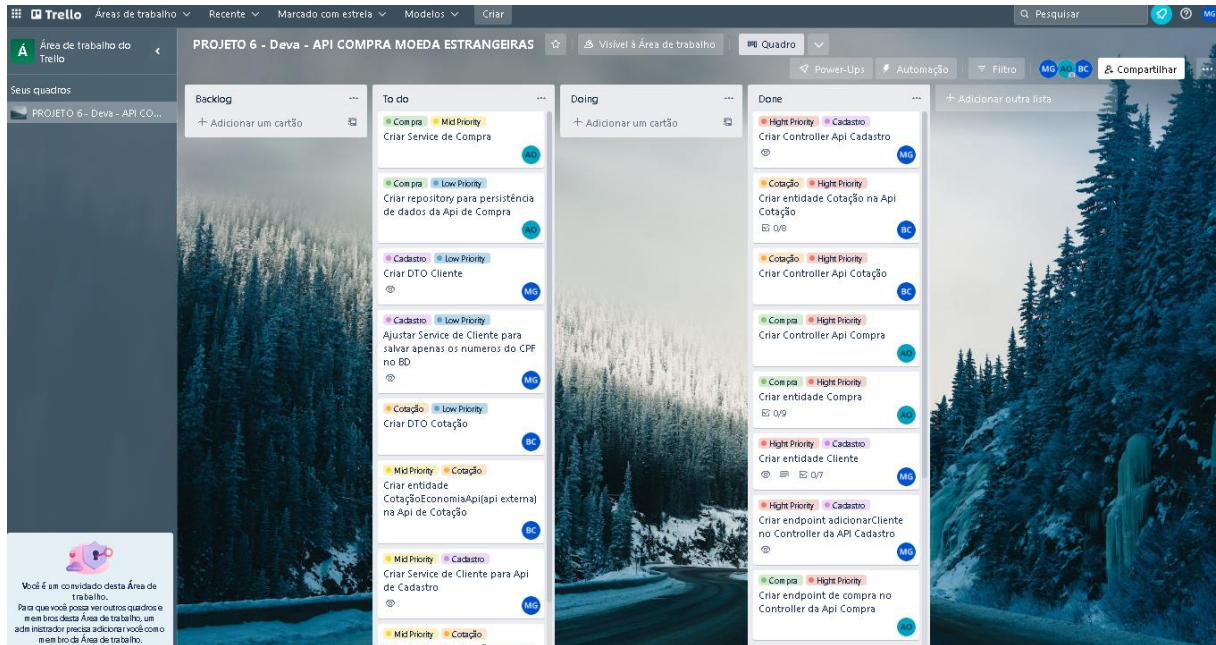 Trello
Áreas de trabalho
Recente
Marcado com estrela
Modelos
Criar
Pesquisar
MG
Á
Área de trabalho do
Trello
Seus quadros
PROJETO 6 - Deva - API CO...
Você é um convidado desta Área de
trabalho.
Para que você possa ver outros quadros e
membros desta Área de trabalho, um
administrador precisa adicionar você como
membro da Área de trabalho.
PROJETO 6 - Deva - API COMPRA MOEDA ESTRANGEIRAS
Visível à Área de trabalho
Quadro
Power-Ups
Automação
Filtro
MG AO BC
Compartilhar
Backlog
+ Adicionar um cartão
To do
Compra Mid Priority
Criar Service de Compra
AO
Compra Low Priority
Criar repository para persistência
de dados da Api de Compra
AO
Cadastro Low Priority
Criar DTO Cliente
MG
Cadastro Low Priority
Ajustar Service de Cliente para
salvar apenas os numeros do CPF
no BD
MG
Cotação Low Priority
Criar DTO Cotação
BC
Mid Priority Cotação
Criar entidade
CotaçãoEconomiaApi(api externa)
na Api de Cotação
BC
Mid Priority Cadastro
Criar Service de Cliente para Api
de Cadastro
MG
Mid Priority Cotação
Doing
+ Adicionar um cartão
Done
Hight Priority Cadastro
Criar Controller Api Cadastro
MG
Cotação Hight Priority
Criar entidade Cotação na Api
Cotação
0/8
BC
Cotação Hight Priority
Criar Controller Api Cotação
BC
Compra Hight Priority
Criar Controller Api Compra
AO
Compra Hight Priority
Criar entidade Compra
0/9
AO
Hight Priority Cadastro
Criar entidade Cliente
0/7
MG
Hight Priority Cadastro
Criar endpoint adicionarCliente
no Controller da API Cadastro
MG
Compra Hight Priority
Criar endpoint de compra no
Controller da Api Compra
AO
+ Adicionar outra lista